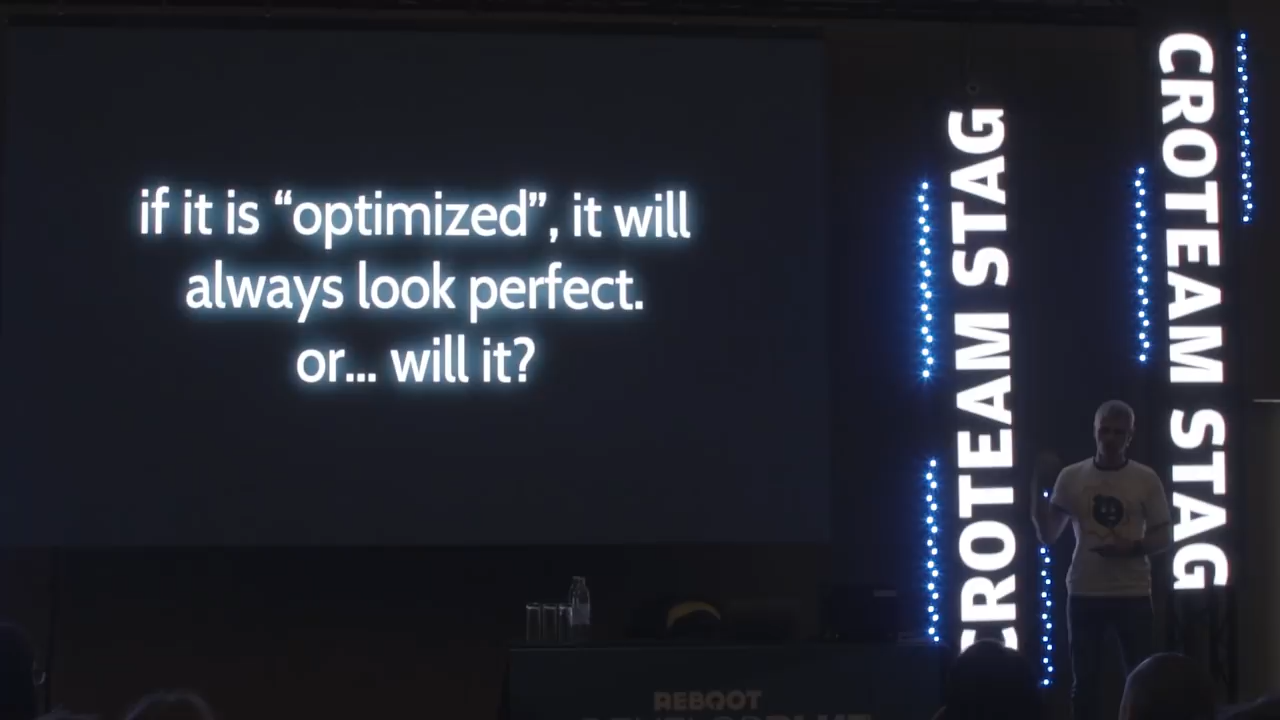 if it is “optimized”, it will
always look perfect.
or... will it?
CROTEAM STAG
CROTEAM STAG
REBOOT